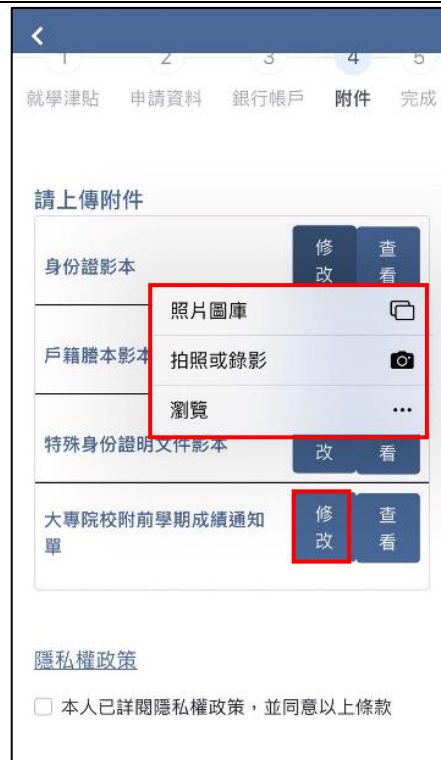 1 2 3 4 5
就學津貼 申請資料 銀行帳戶 附件 完成
請上傳附件
身份證影本
修改
查看
照片圖庫
戶籍謄本影本
拍照或錄影
瀏覽
特殊身份證明文件影本
改
看
大專院校附前學期成績通知單
修改
查看
隱私權政策
本人已詳閱隱私權政策，並同意以上條款